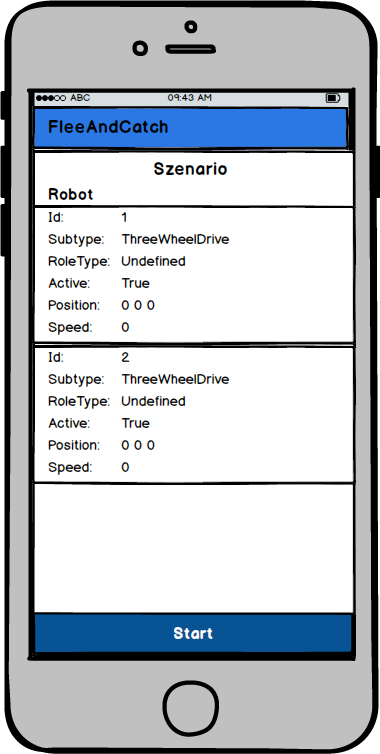 ABC 09:43 AM
FleeAndCatch
Szenario
Robot
Id: 1
Subtype: ThreeWheelDrive
RoleType: Undefined
Active: True
Position: 0 0 0
Speed: 0
Id: 2
Subtype: ThreeWheelDrive
RoleType: Undefined
Active: True
Position: 0 0 0
Speed: 0
Start